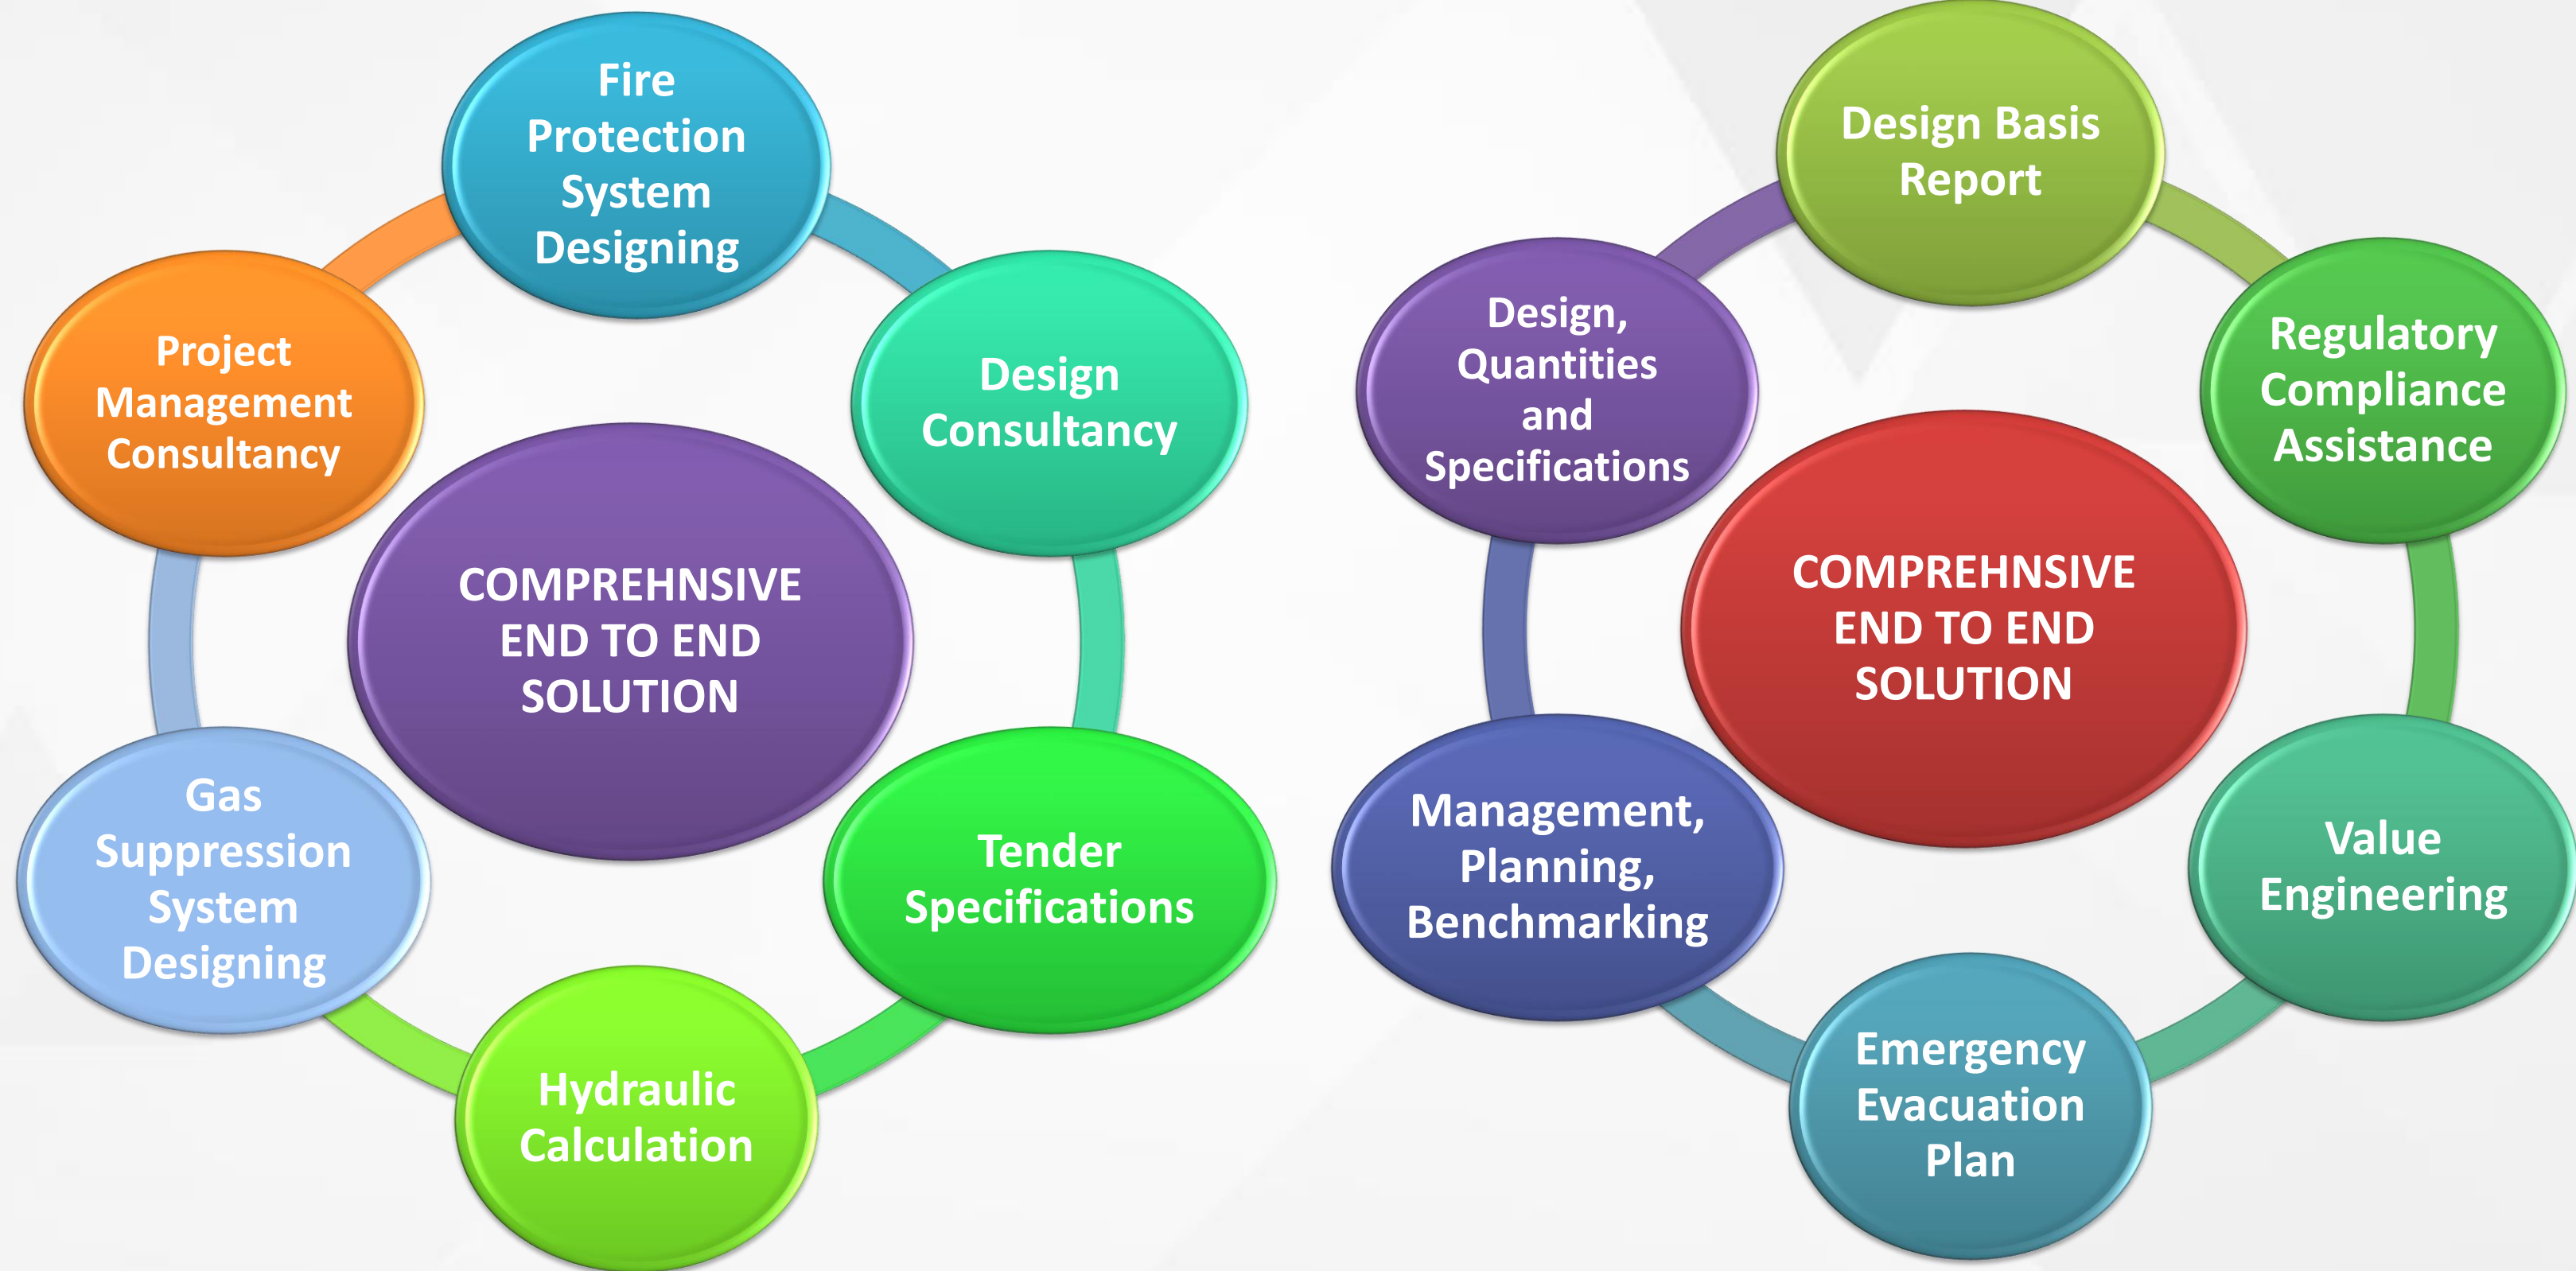 Fire
Protection
System
Designing
Design
Consultancy
Tender
Specifications
Hydraulic
Calculation
Gas
Suppression
System
Designing
Project
Management
Consultancy
COMPREHNSIVE
END TO END
SOLUTION
Design Basis
Report
Regulatory
Compliance
Assistance
Value
Engineering
Emergency
Evacuation
Plan
Management,
Planning,
Benchmarking
Design,
Quantities
and
Specifications
COMPREHNSIVE
END TO END
SOLUTION